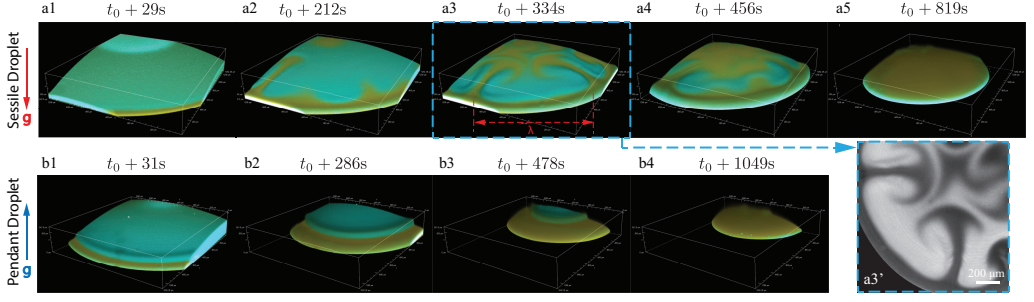 a1 t₀ + 29s a2 t₀ + 212s a3 t₀ + 334s a4 t₀ + 456s a5 t₀ + 819s
Sessile Droplet
g
λ
b1 t₀ + 31s b2 t₀ + 286s b3 t₀ + 478s b4 t₀ + 1049s
Pendant Droplet
g
a3’ 200 μm